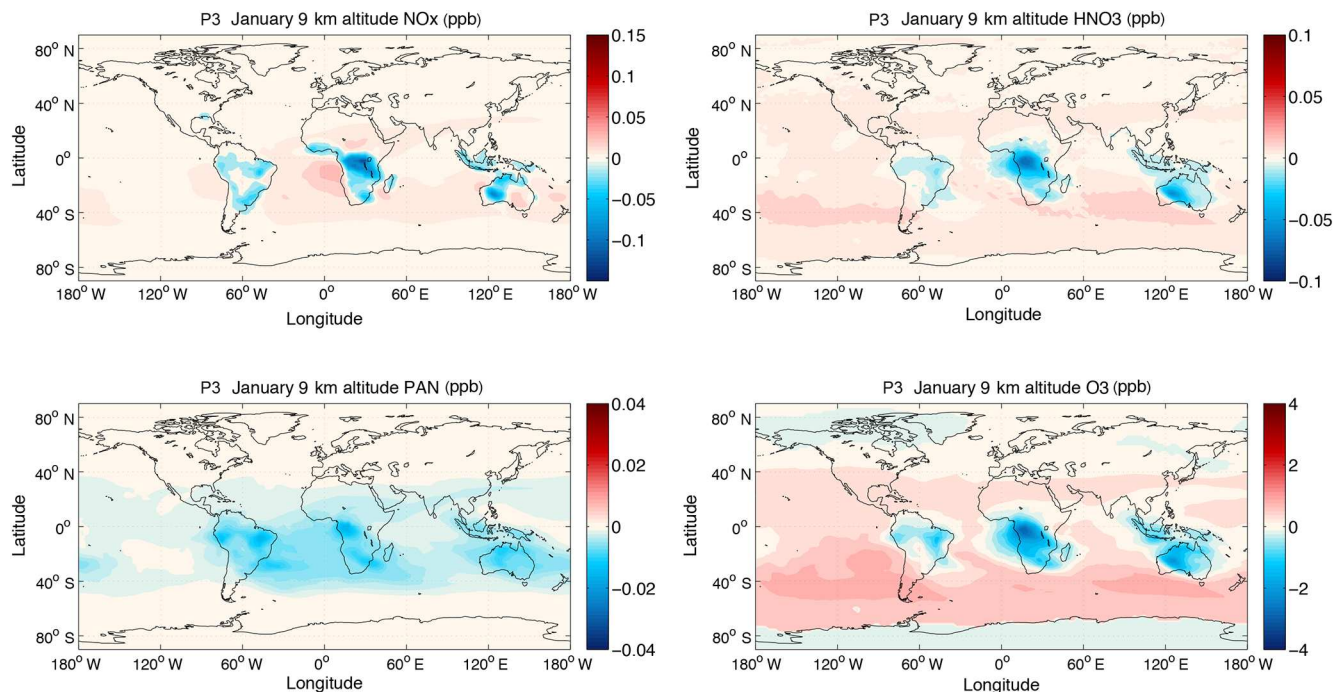 P3 January 9 km altitude NOx (ppb)
80° N
40° N
0°
40° S
80° S
Latitude
180° W 120° W 60° W 0° 60° E 120° E 180° W
Longitude
0.15
0.1
0.05
0
−0.05
−0.1
P3 January 9 km altitude HNO3 (ppb)
80° N
40° N
0°
40° S
80° S
Latitude
180° W 120° W 60° W 0° 60° E 120° E 180° W
Longitude
0.1
0.05
0
−0.05
−0.1
P3 January 9 km altitude PAN (ppb)
80° N
40° N
0°
40° S
80° S
Latitude
180° W 120° W 60° W 0° 60° E 120° E 180° W
Longitude
0.04
0.02
0
−0.02
−0.04
P3 January 9 km altitude O3 (ppb)
80° N
40° N
0°
40° S
80° S
Latitude
180° W 120° W 60° W 0° 60° E 120° E 180° W
Longitude
4
2
0
−2
−4